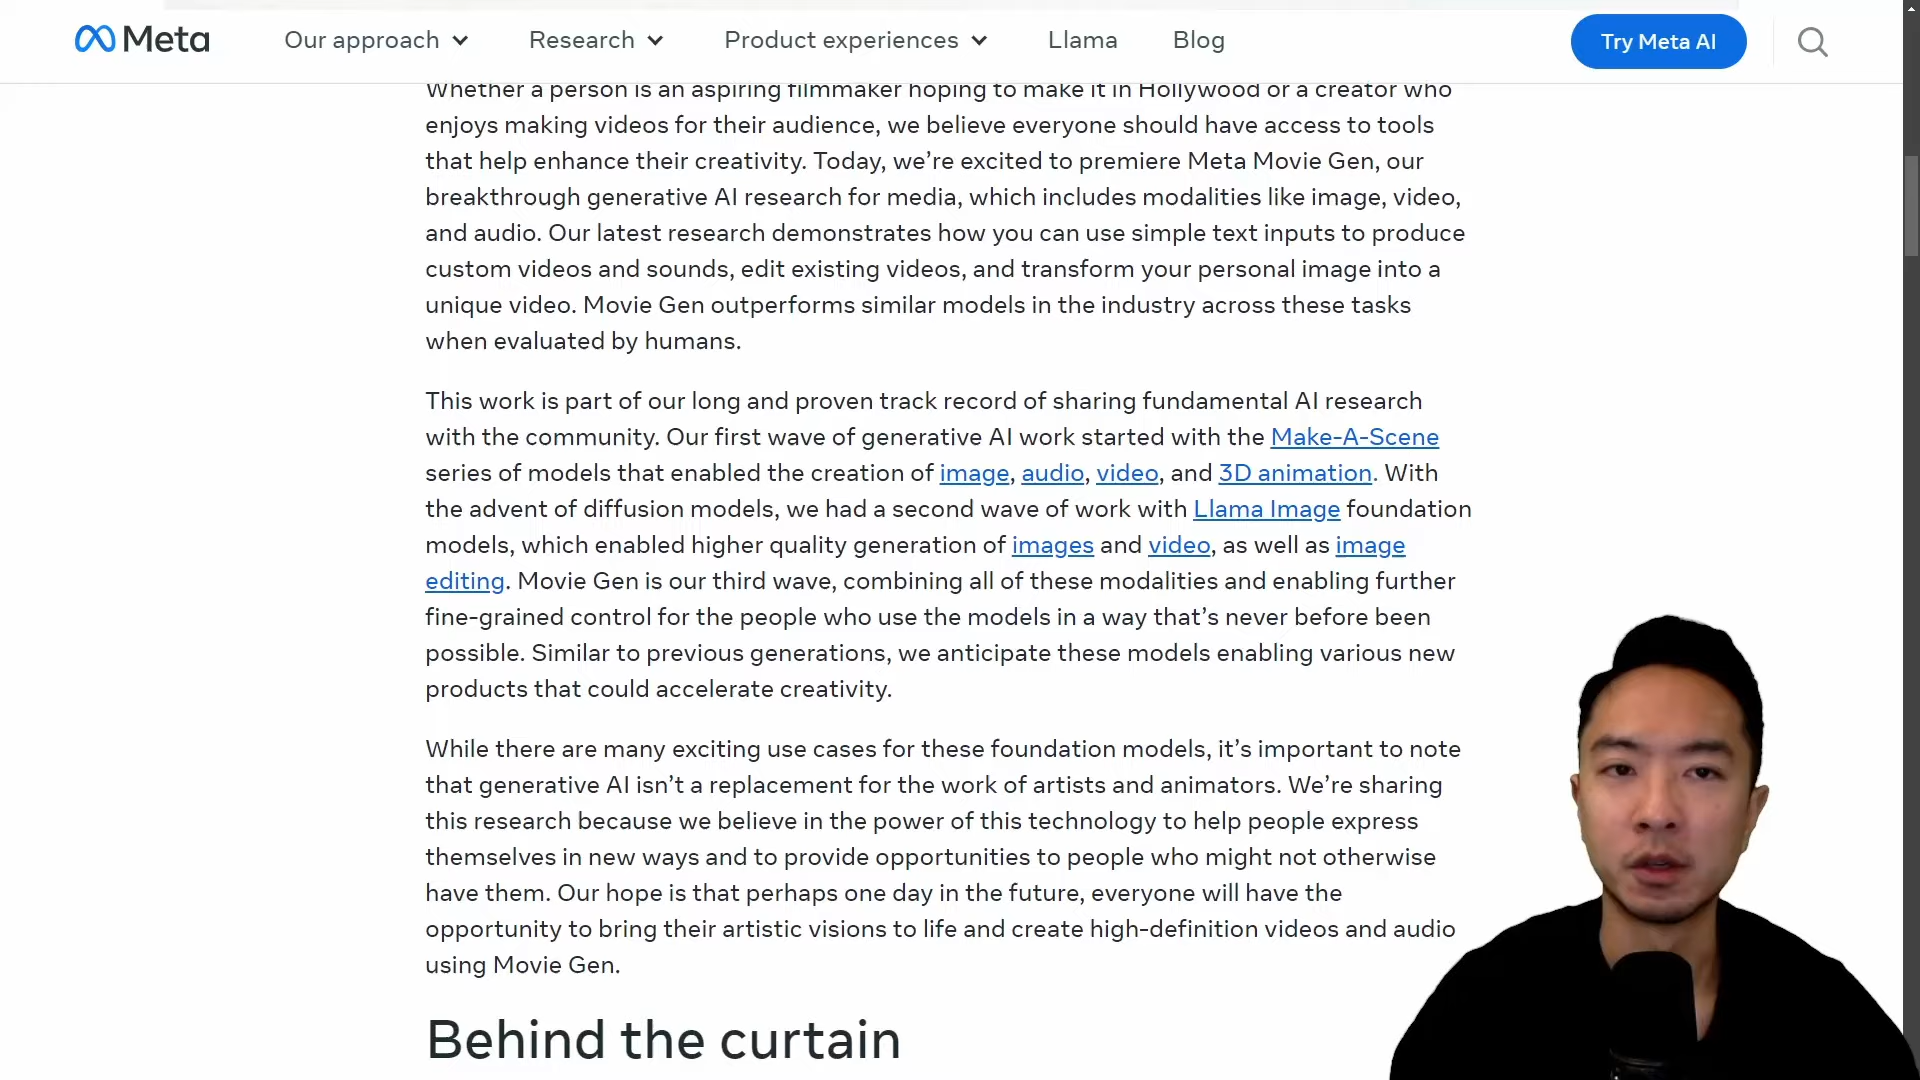 Meta
Our approach
Research
Product experiences
Llama
Blog
Try Meta AI
Whether a person is an aspiring filmmaker hoping to make it in Hollywood or a creator who
enjoys making videos for their audience, we believe everyone should have access to tools
that help enhance their creativity. Today, we’re excited to premiere Meta Movie Gen, our
breakthrough generative AI research for media, which includes modalities like image, video,
and audio. Our latest research demonstrates how you can use simple text inputs to produce
custom videos and sounds, edit existing videos, and transform your personal image into a
unique video. Movie Gen outperforms similar models in the industry across these tasks
when evaluated by humans.
This work is part of our long and proven track record of sharing fundamental AI research
with the community. Our first wave of generative AI work started with the Make-A-Scene
series of models that enabled the creation of image, audio, video, and 3D animation. With
the advent of diffusion models, we had a second wave of work with Llama Image foundation
models, which enabled higher quality generation of images and video, as well as image
editing. Movie Gen is our third wave, combining all of these modalities and enabling further
fine-grained control for the people who use the models in a way that’s never before been
possible. Similar to previous generations, we anticipate these models enabling various new
products that could accelerate creativity.
While there are many exciting use cases for these foundation models, it’s important to note
that generative AI isn’t a replacement for the work of artists and animators. We’re sharing
this research because we believe in the power of this technology to help people express
themselves in new ways and to provide opportunities to people who might not otherwise
have them. Our hope is that perhaps one day in the future, everyone will have the
opportunity to bring their artistic visions to life and create high-definition videos and audio
using Movie Gen.
Behind the curtain